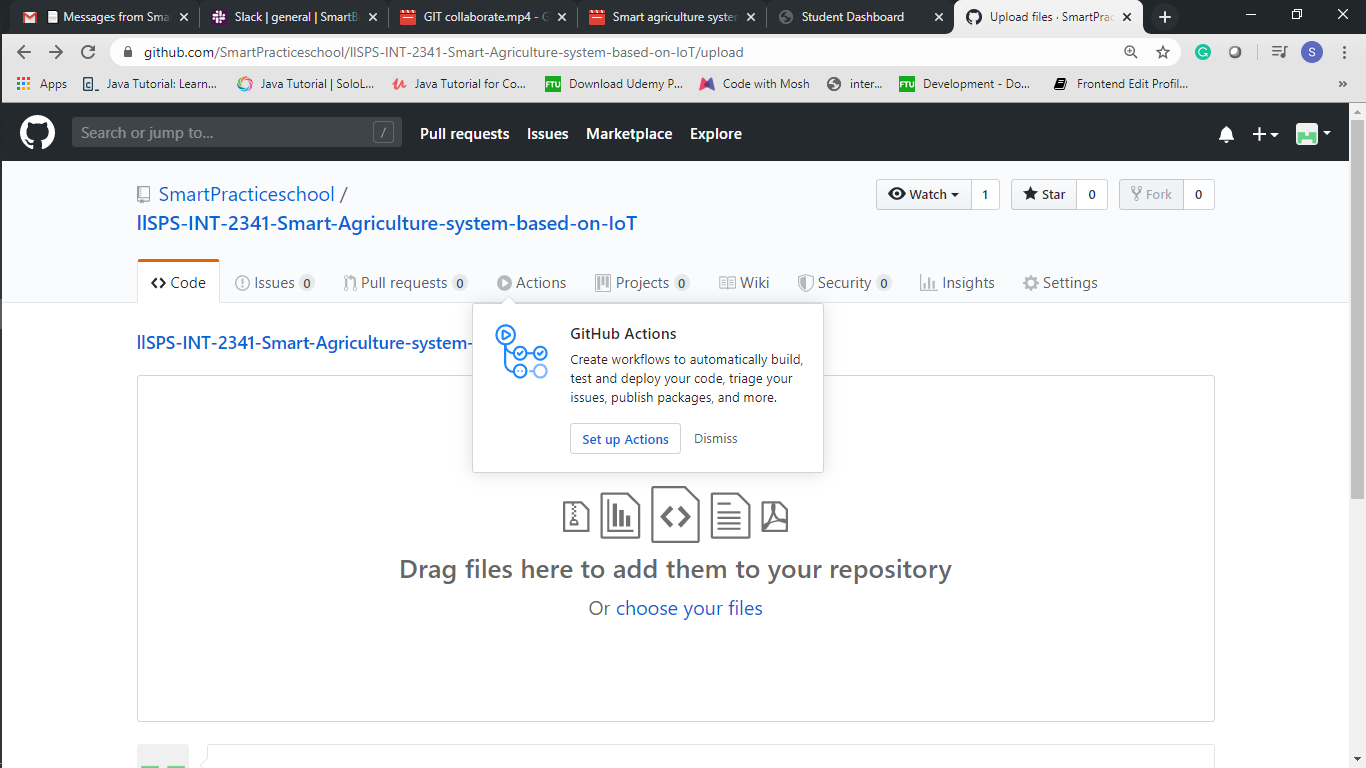 Messages from Sma
Slack | general | SmartB
GIT collaborate.mp4 - G
Smart agriculture system
Student Dashboard
Upload files · SmartPrac
github.com/SmartPracticeschool/llSPS-INT-2341-Smart-Agriculture-system-based-on-IoT/upload
S
Apps
Java Tutorial: Learn...
Java Tutorial | SoloL...
Java Tutorial for Co...
FTU
Download Udemy P...
Code with Mosh
inter...
FTU
Development - Do...
Frontend Edit Profil...
»
Search or jump to...
/
Pull requests
Issues
Marketplace
Explore
SmartPracticeschool /
Watch
1
Star
0
Fork
0
llSPS-INT-2341-Smart-Agriculture-system-based-on-IoT
Code
Issues 0
Pull requests 0
Actions
Projects 0
Wiki
Security 0
Insights
Settings
llSPS-INT-2341-Smart-Agriculture-system-
GitHub Actions
Create workflows to automatically build,
test and deploy your code, triage your
issues, publish packages, and more.
Set up Actions
Dismiss
Drag files here to add them to your repository
Or choose your files